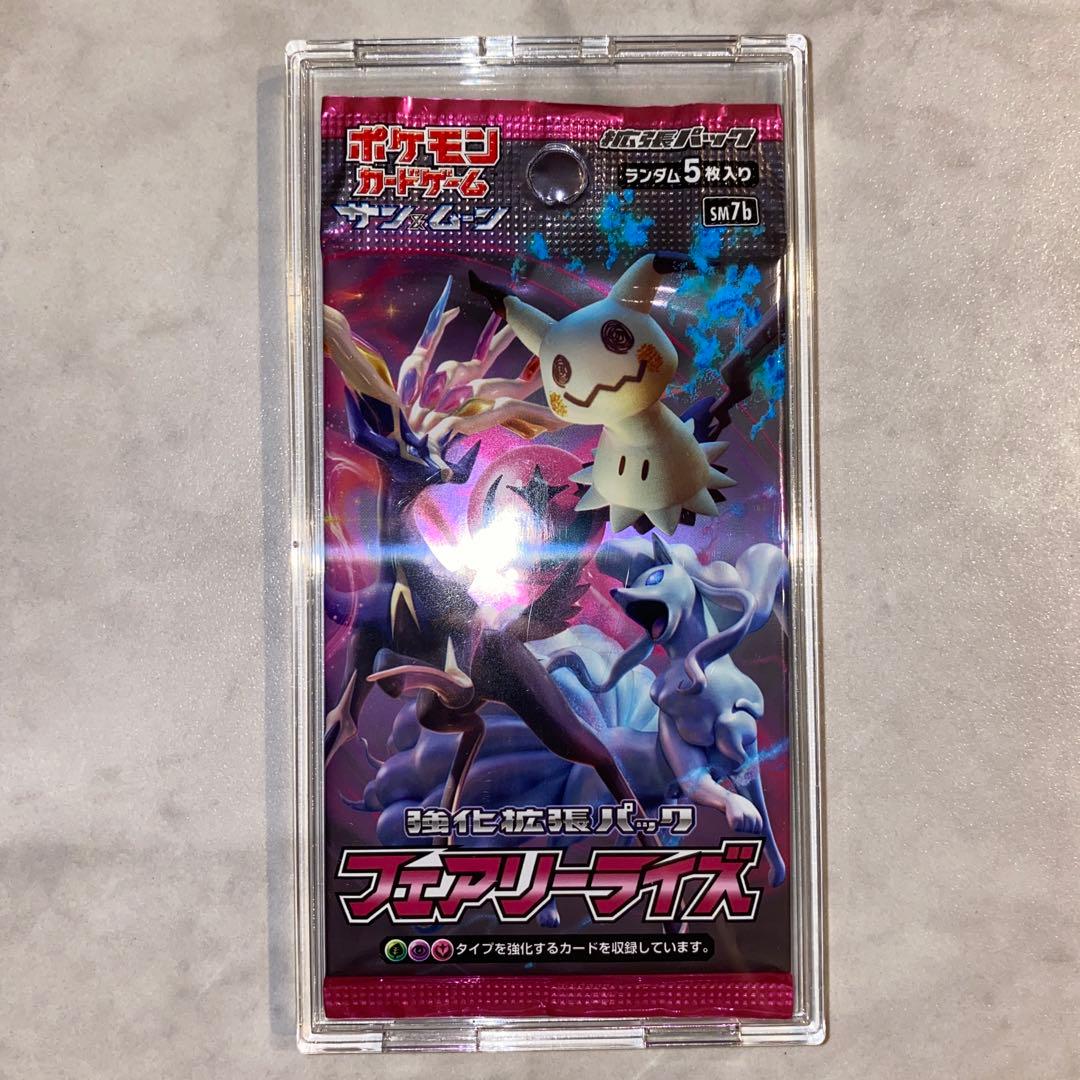 ポケモン
カードゲーム
サン&ムーン
拡張パック
ランダム5枚入り
SM7b
強化拡張パック
フェアリーライズ
タイプを強化するカードを収録しています。